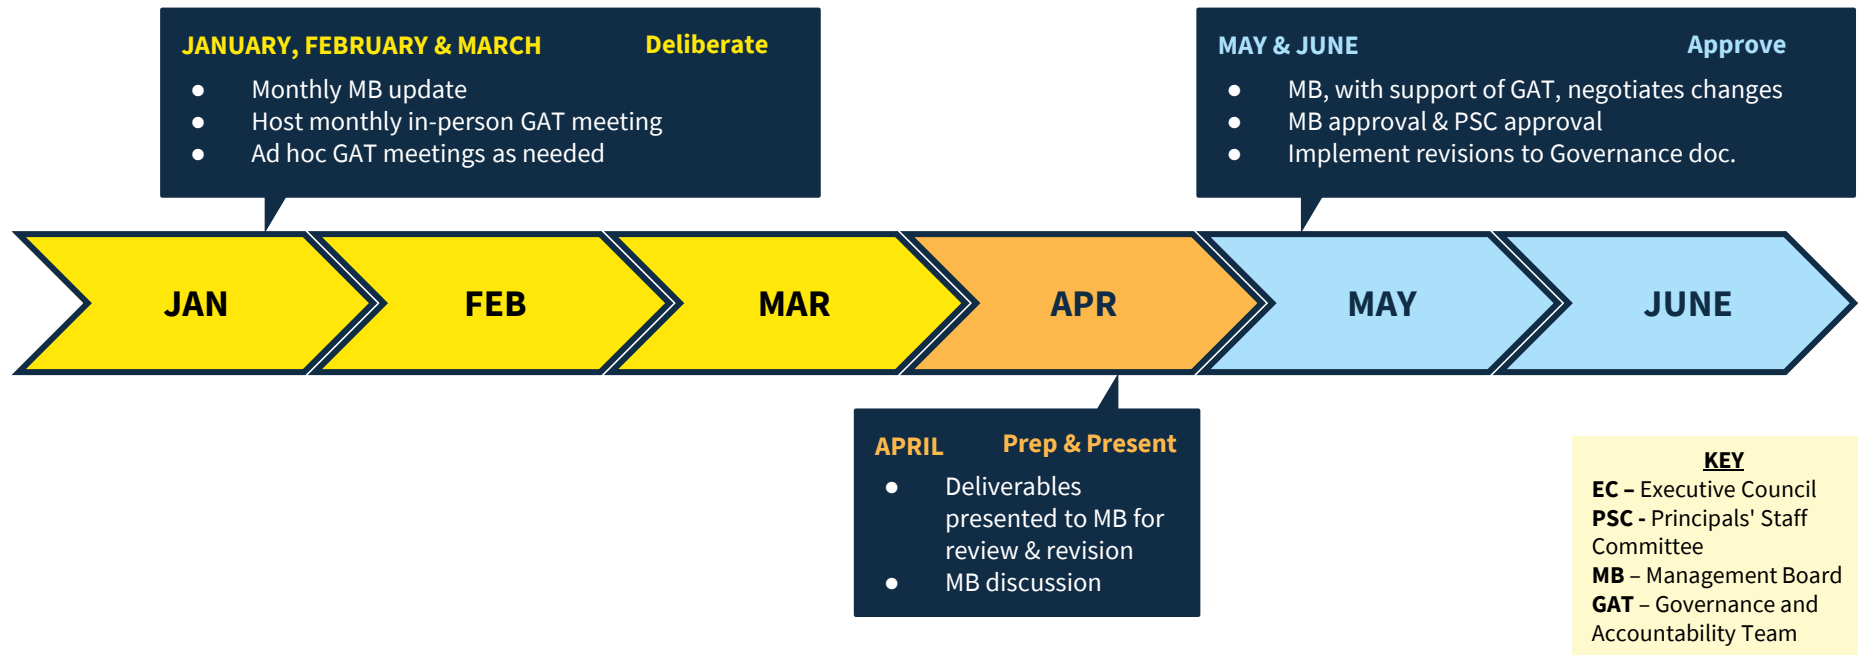 JANUARY, FEBRUARY & MARCH Deliberate
● Monthly MB update
● Host monthly in-person GAT meeting
● Ad hoc GAT meetings as needed
MAY & JUNE Approve
● MB, with support of GAT, negotiates changes
● MB approval & PSC approval
● Implement revisions to Governance doc.
JAN FEB MAR APR MAY JUNE
APRIL Prep & Present
● Deliverables
presented to MB for
review & revision
● MB discussion
KEY
EC – Executive Council
PSC - Principals' Staff
Committee
MB – Management Board
GAT – Governance and
Accountability Team